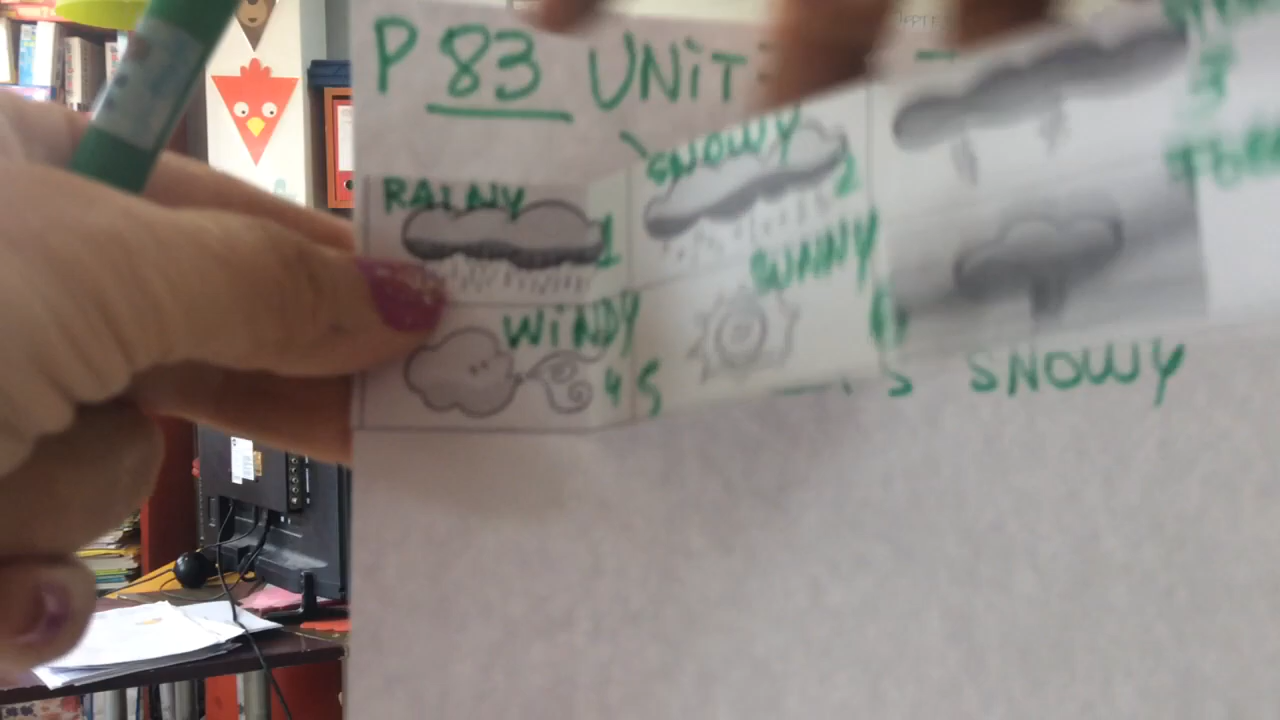 P 83 UNIT
SNOWY 2
RAINY 1
SUNNY
WINDY
4 5
S SNOWY